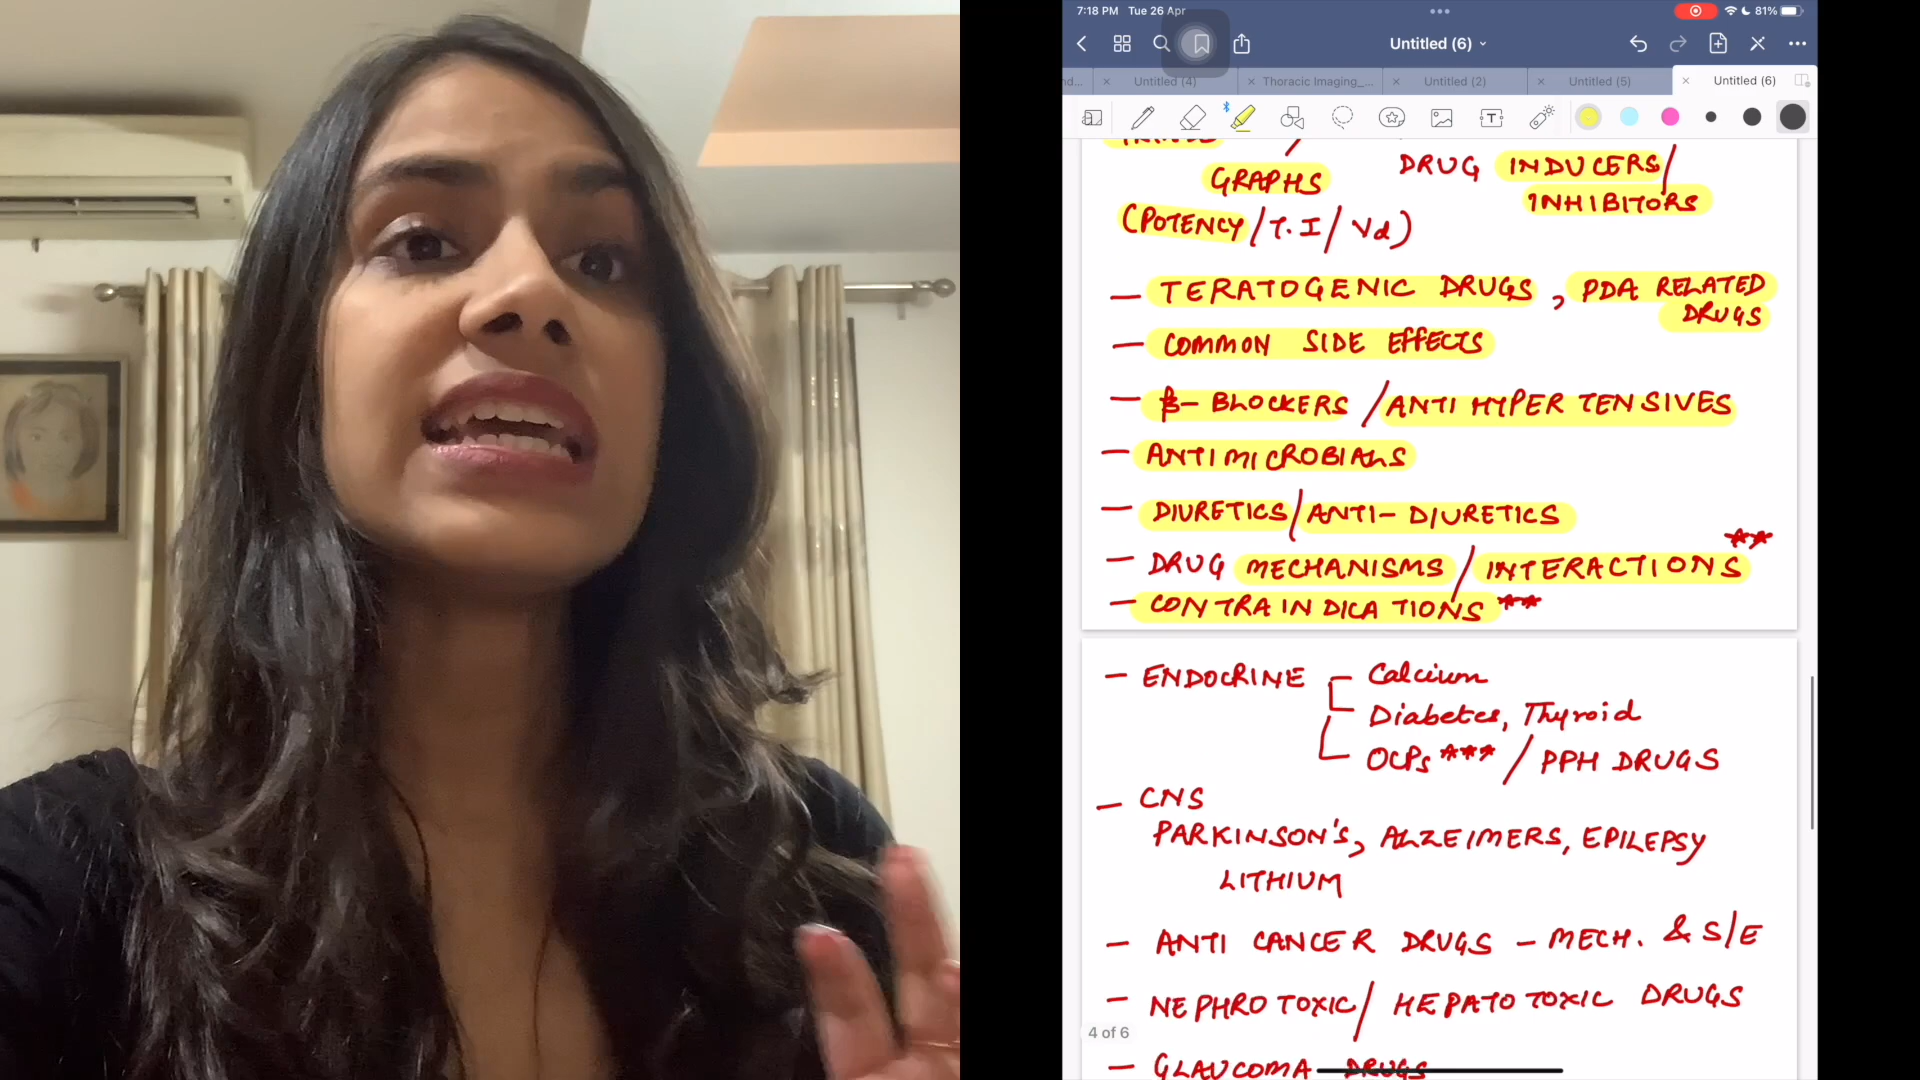 7:18 PM Tue 26 Apr
81%
Untitled (6)
nd...
Untitled (4)
Thoracic Imaging_...
Untitled (2)
Untitled (5)
Untitled (6)
GRAPHS
DRUG INDUCERS/
INHIBITORS
(POTENCY/T.I/Vd)
— TERATOGENIC DRUGS, PDA RELATED
DRUGS
— COMMON SIDE EFFECTS
— β-BLOCKERS / ANTI HYPER TENSIVES
— ANTIMICROBIALS
— DIURETICS/ANTI-DIURETICS
— DRUG MECHANISMS / INTERACTIONS **
— CONTRAINDICATIONS **
— ENDOCRINE
Calcium
Diabetes, Thyroid
OCPs *** / PPH DRUGS
— CNS
PARKINSON'S, ALZEIMERS, EPILEPSY
LITHIUM
— ANTI CANCER DRUGS - MECH. & S/E
— NEPHROTOXIC/ HEPATOTOXIC DRUGS
4 of 6
— GLAUCOMA DRUGS